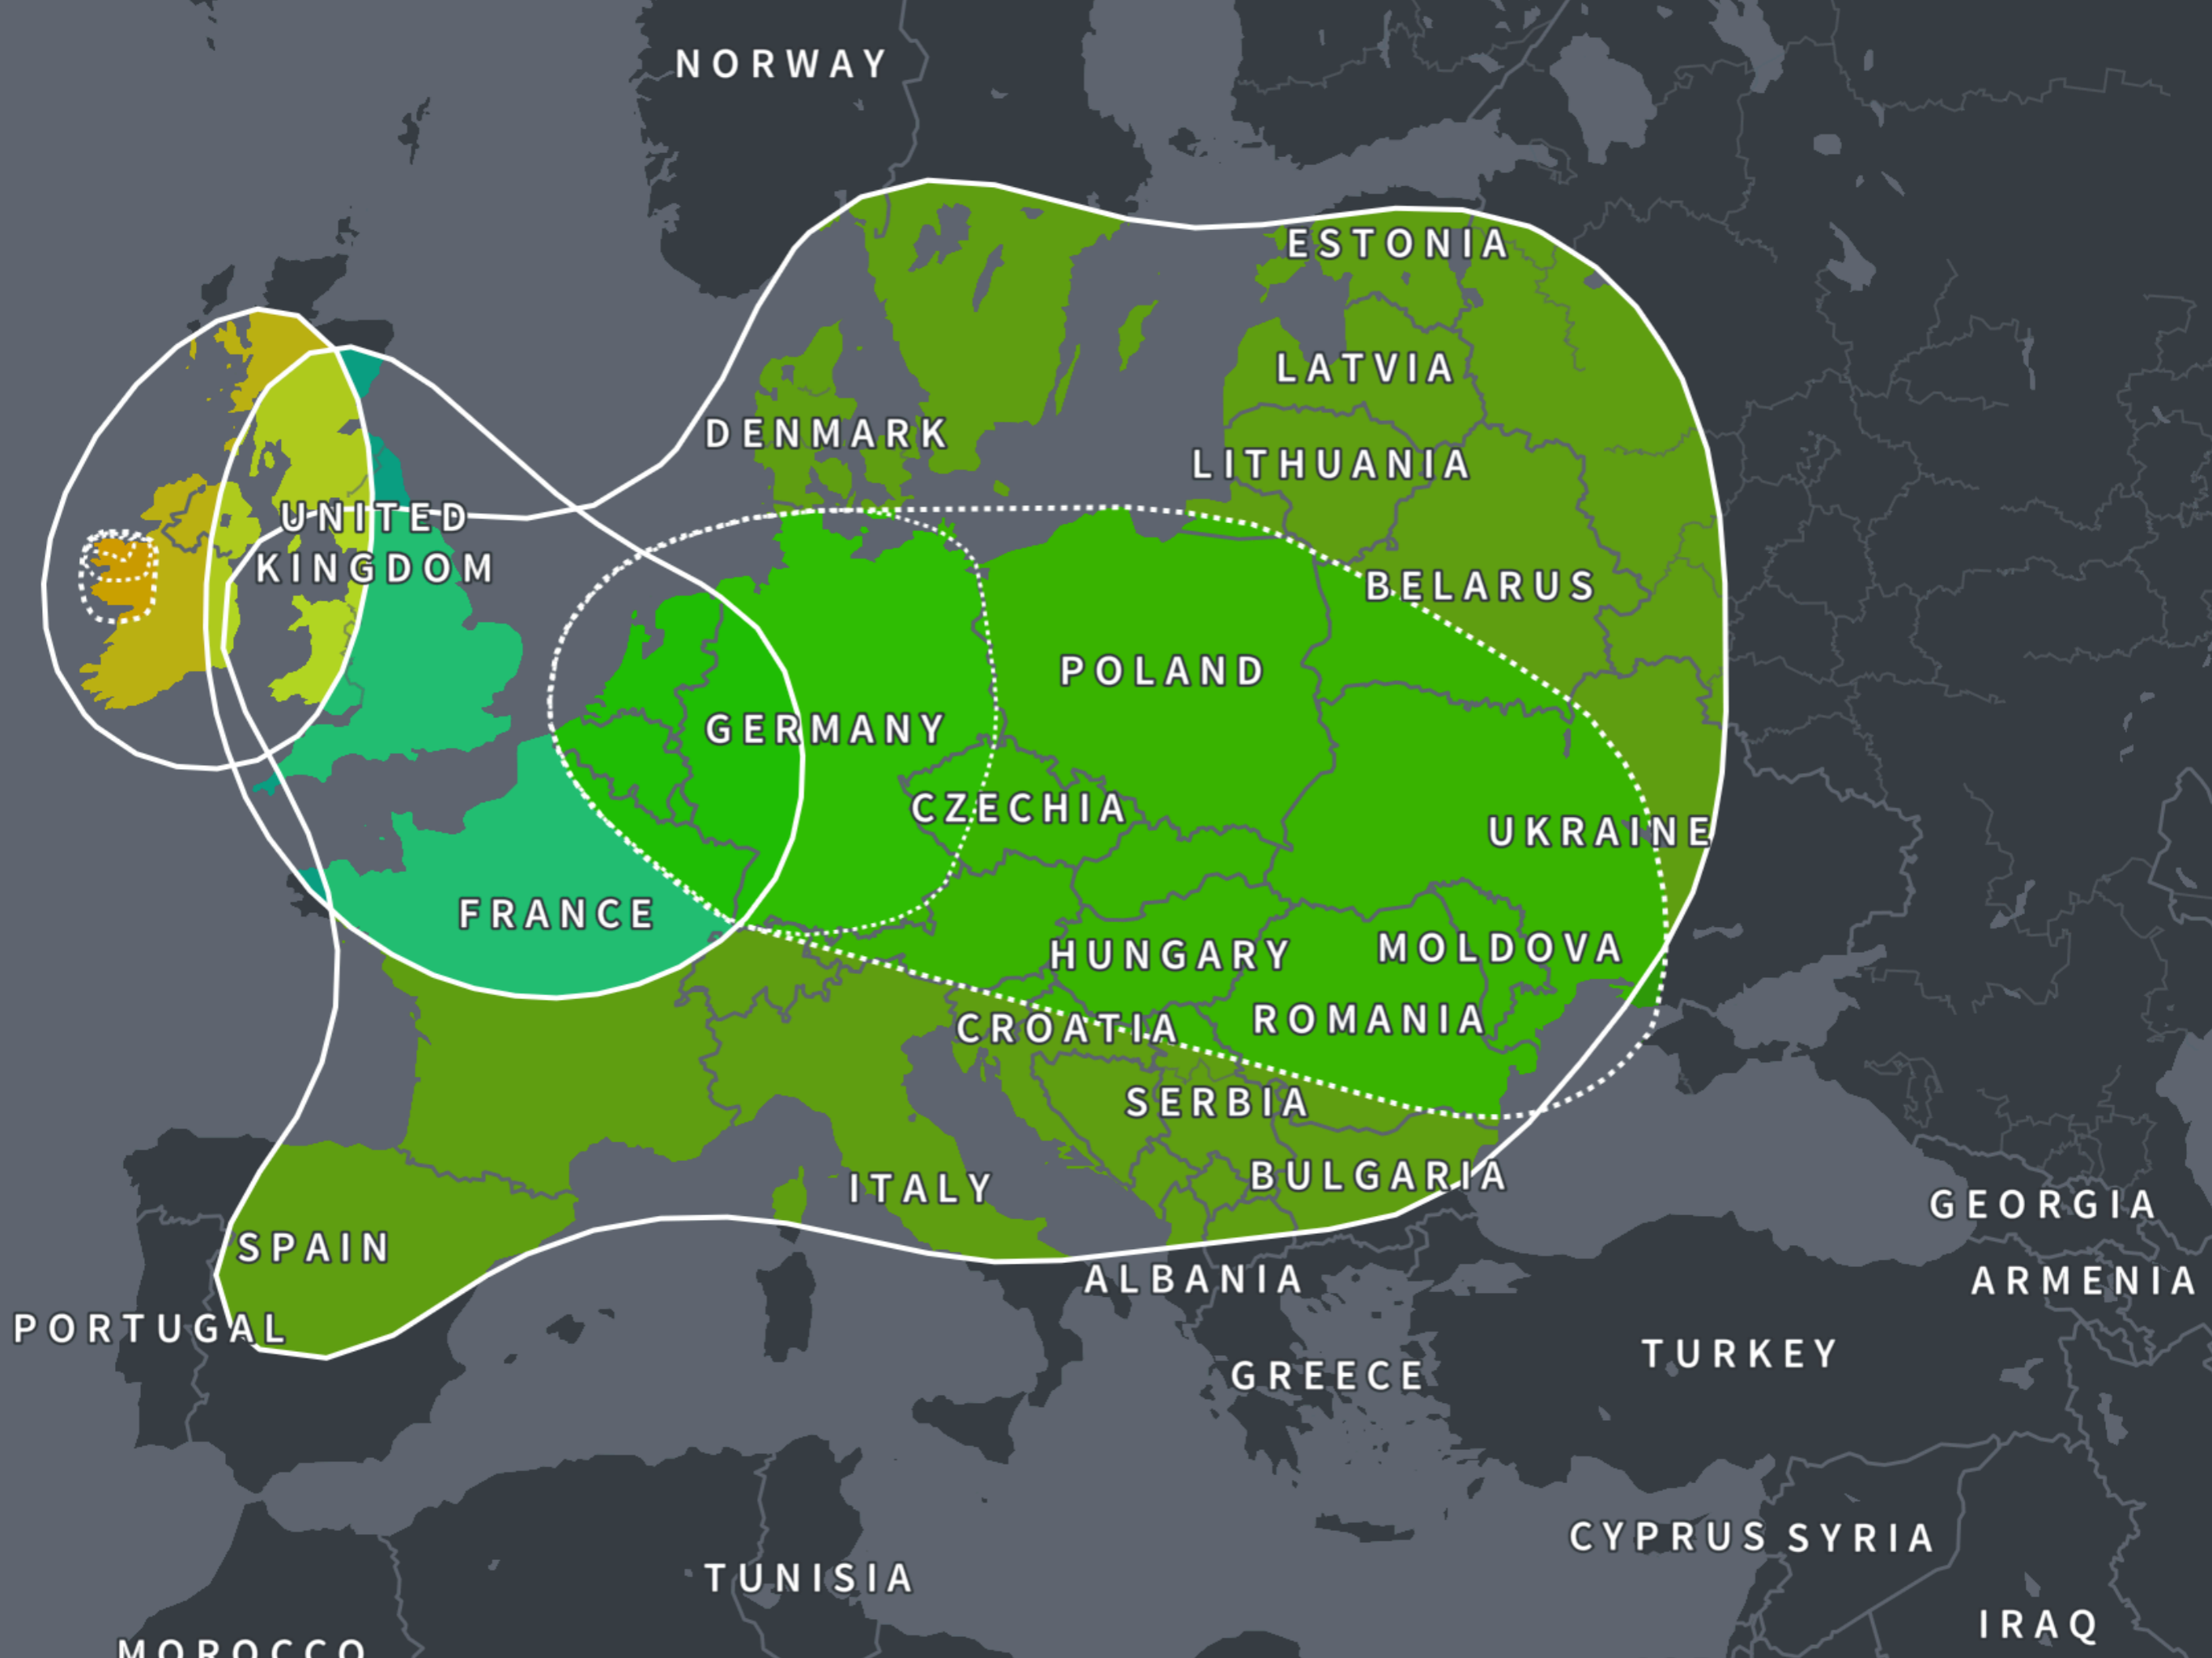 NORWAY
ESTONIA
LATVIA
DENMARK
LITHUANIA
UNITED
KINGDOM
BELARUS
POLAND
GERMANY
CZECHIA
UKRAINE
FRANCE
HUNGARY
MOLDOVA
CROATIA
ROMANIA
SERBIA
ITALY
BULGARIA
GEORGIA
SPAIN
ALBANIA
ARMENIA
PORTUGAL
GREECE
TURKEY
CYPRUS
SYRIA
TUNISIA
IRAQ
MOROCCO